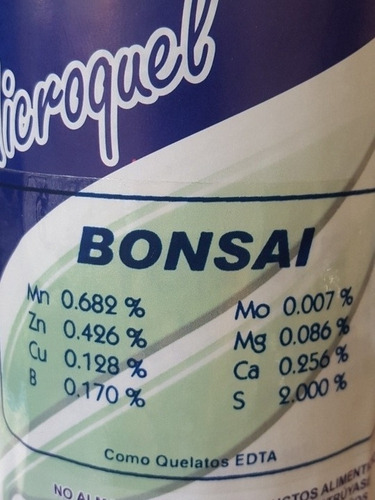 icroquel
BONSAI
Mn 0.682 % Mo 0.007 %
Zn 0.426 % Mg 0.086 %
Cu 0.128 % Ca 0.256 %
B 0.170 % S 2.000 %
Como Quelatos EDTA
NO